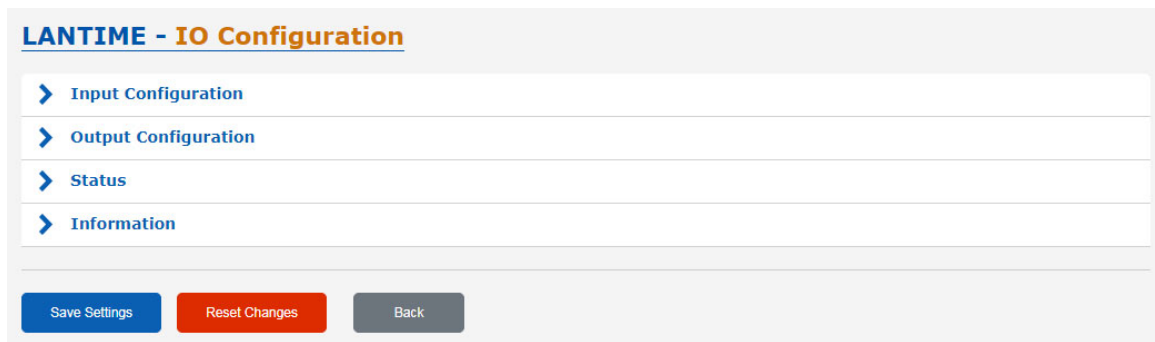 LANTIME - IO Configuration
Input Configuration
Output Configuration
Status
Information
Save Settings Reset Changes Back